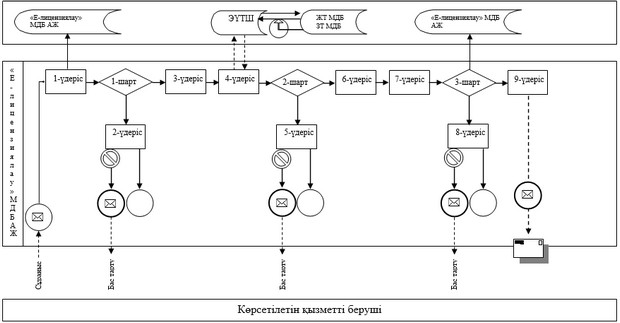 «Е-лицензиялау»
МДБ АЖ
ЭҮТШ
ЖТ МДБ
ЗТ МДБ
«Е-лицензиялау» МДБ
АЖ
«Е-лицензиялау» МДБ АЖ
1-үдеріс
1-шарт
3-үдеріс
4-үдеріс
2-шарт
6-үдеріс
7-үдеріс
3-шарт
9-үдеріс
2-үдеріс
5-үдеріс
8-үдеріс
Сұраныс
Бас тарту
Бас тарту
Бас тарту
Көрсетілетін қызметті беруші